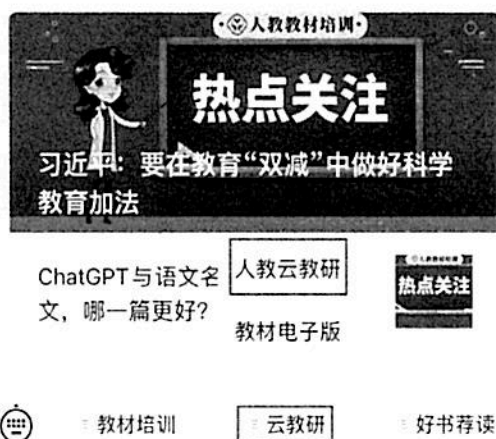 人教教材培训
热点关注
习近平：要在教育“双减”中做好科学
教育加法
ChatGPT与语文名
文，哪一篇更好？
人教云教研
教材电子版
人教教材培训
热点关注
教材培训
云教研
好书荐读